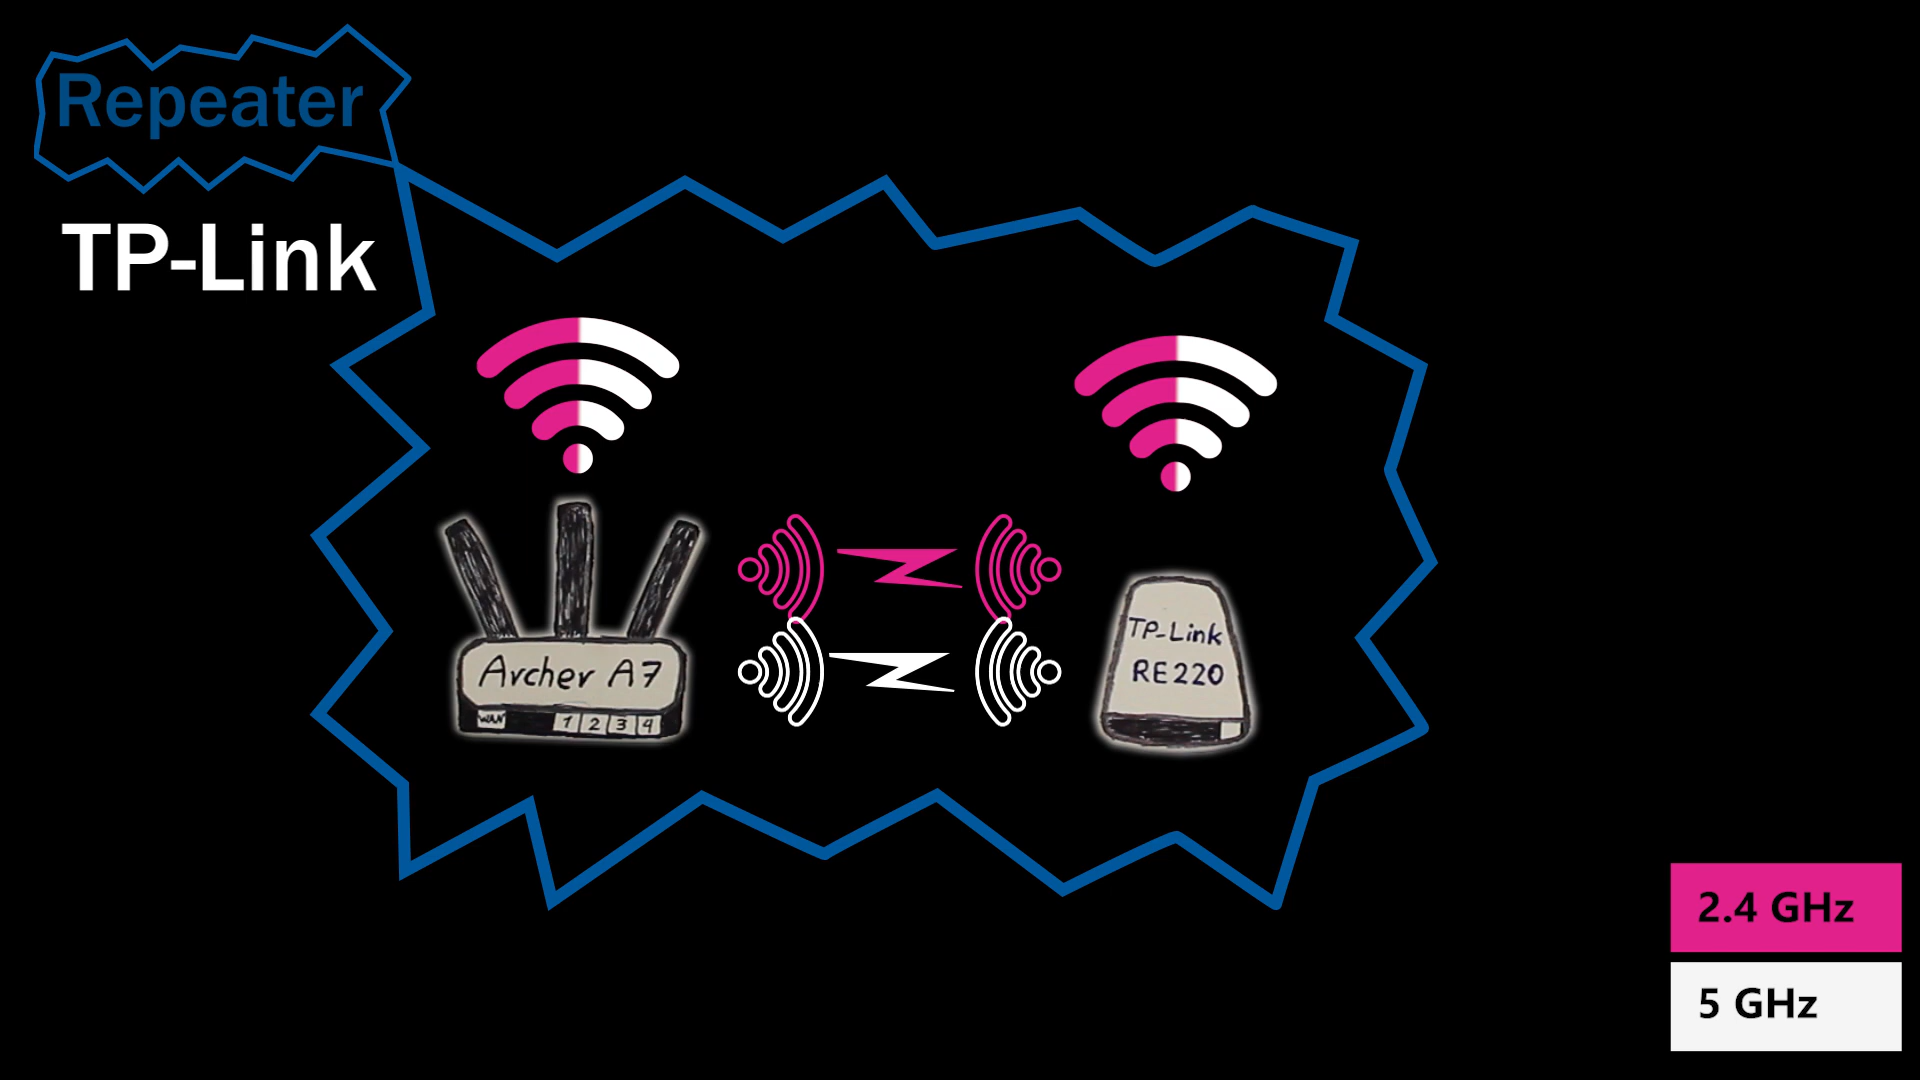 Repeater
TP-Link
Archer A7
WAN 1 2 3 4
TP-Link
RE220
2.4 GHz
5 GHz